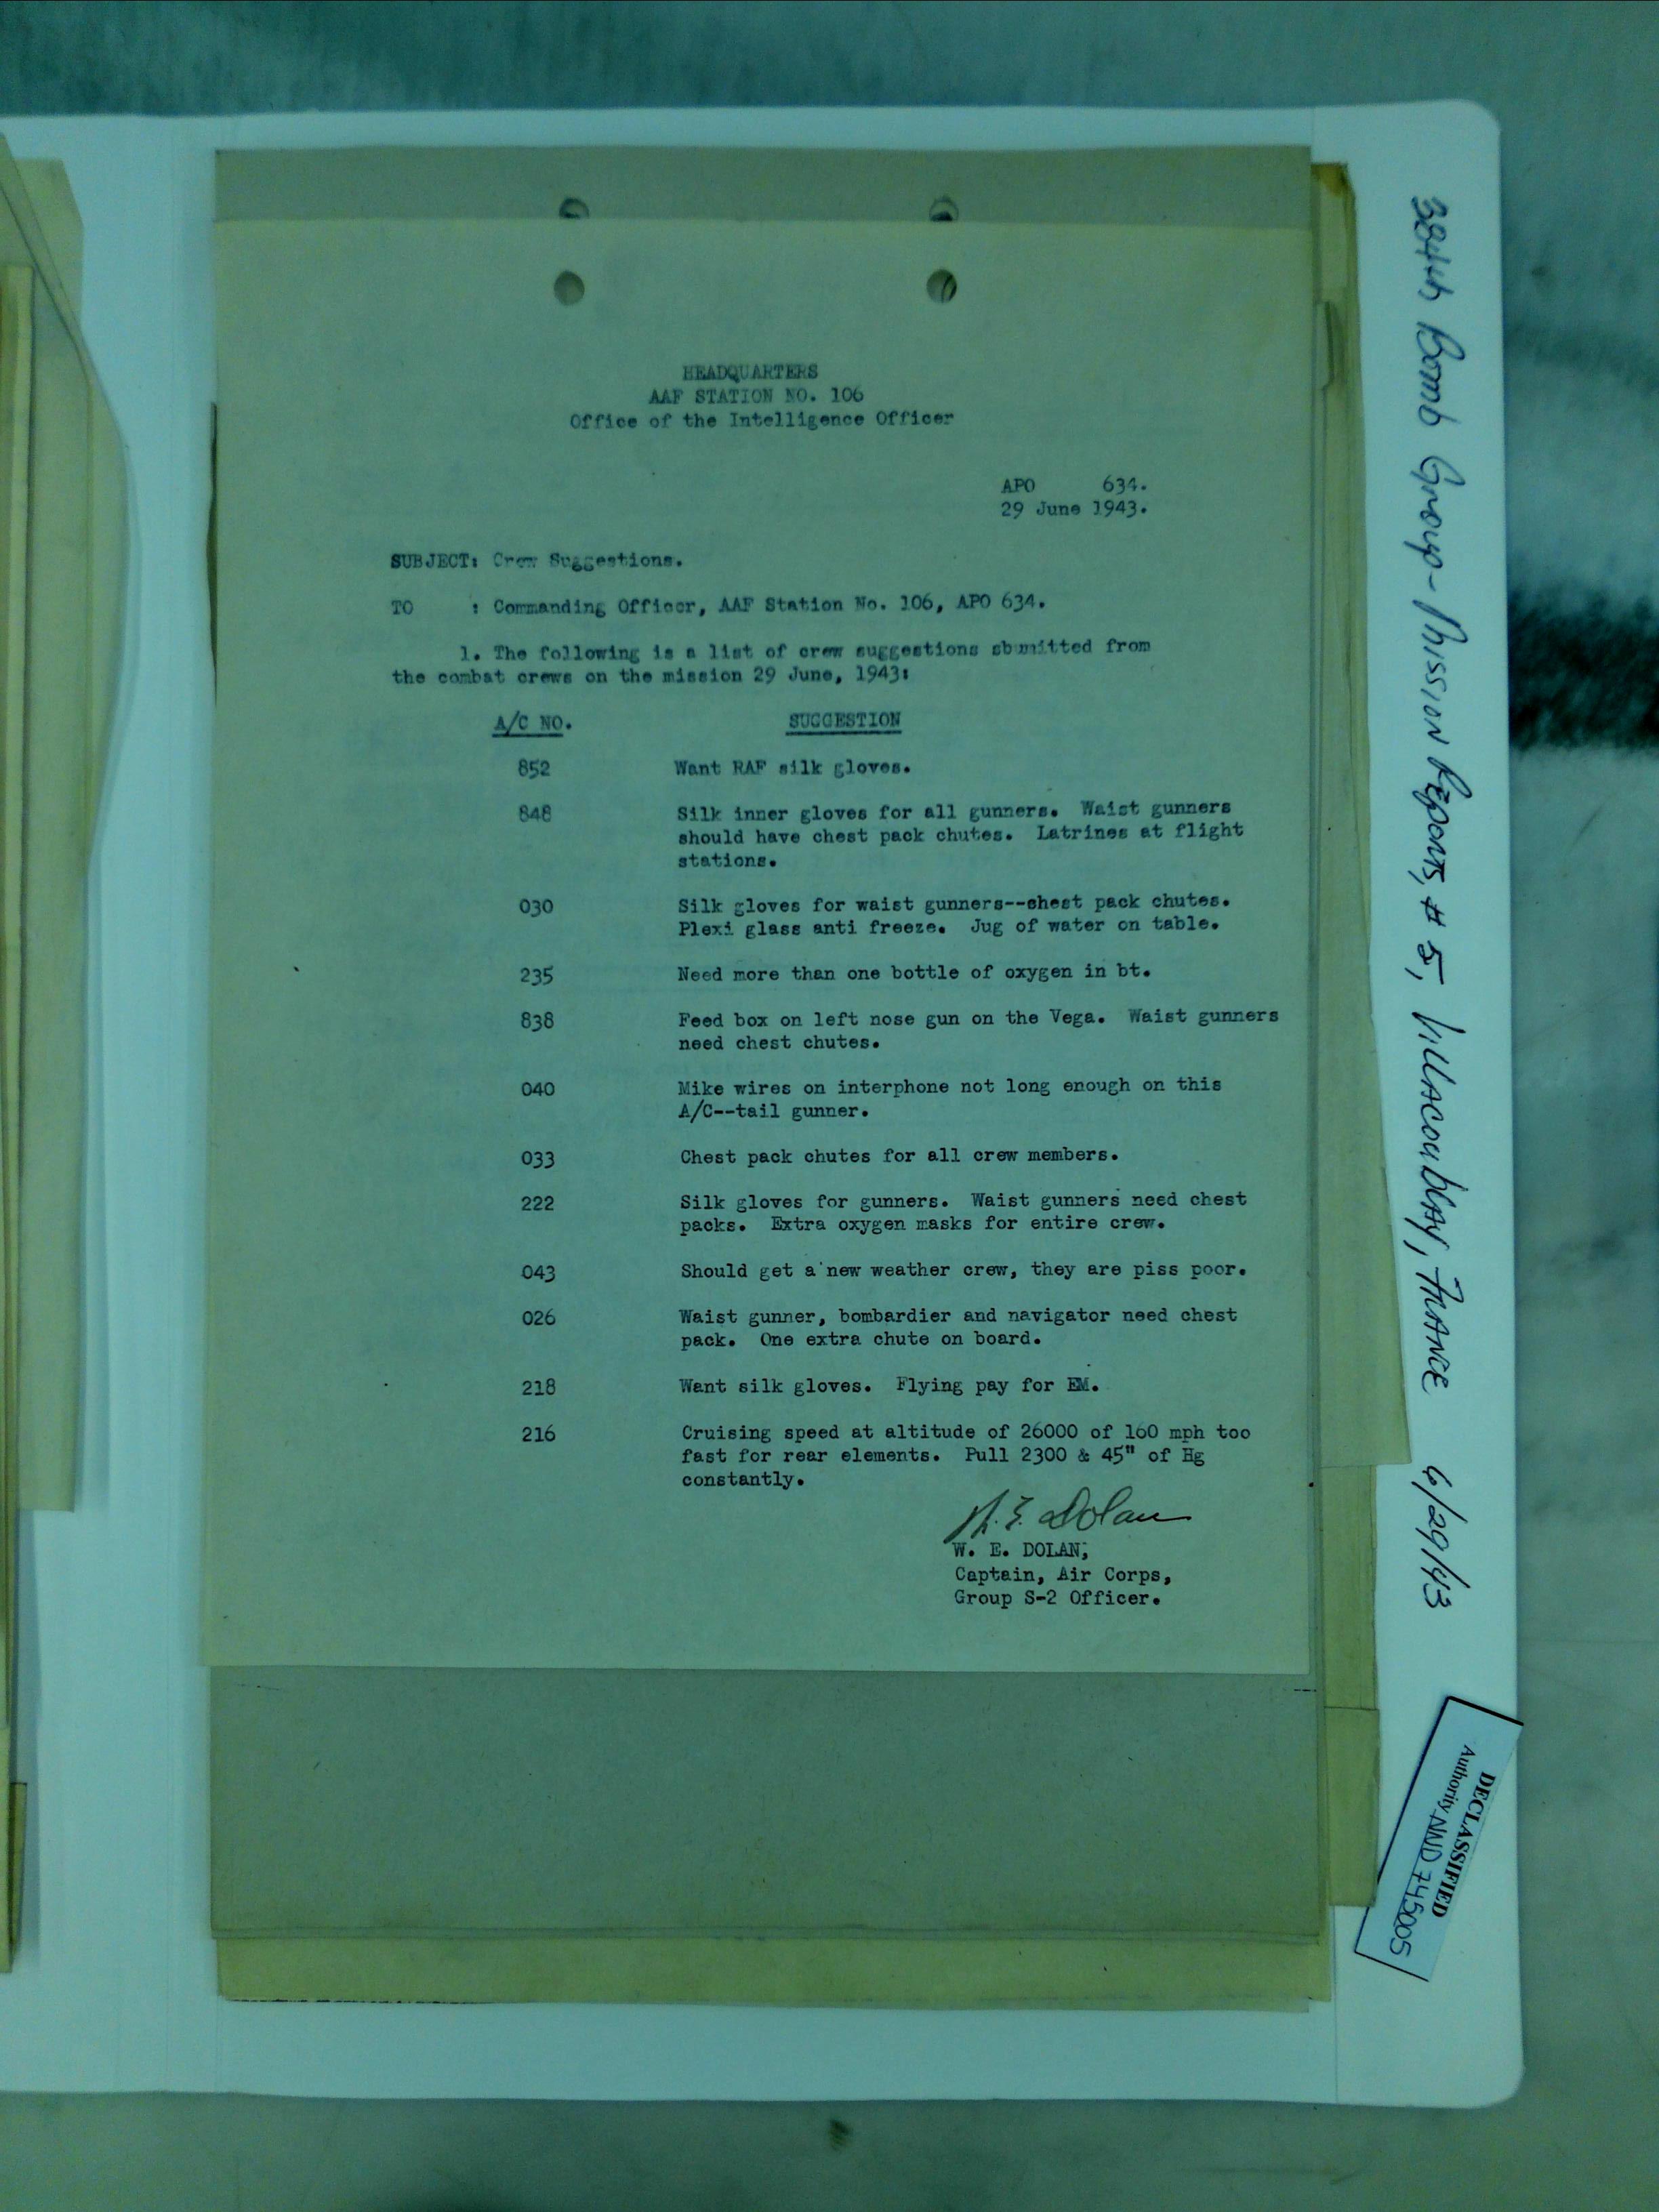 HEADQUARTERS
AAF STATION NO. 106
Office of the Intelligence Officer
APO 634.
29 June 1943.
SUBJECT: Crew Suggestions.
TO : Commanding Officer, AAF Station No. 106, APO 634.
1. The following is a list of crew suggestions sbmitted from
the combat crews on the mission 29 June, 1943:
A/C NO. SUGGESTION
852 Want RAF silk gloves.
848 Silk inner gloves for all gunners. Waist gunners
should have chest pack chutes. Latrines at flight
stations.
030 Silk gloves for waist gunners--chest pack chutes.
Plexi glass anti freeze. Jug of water on table.
235 Need more than one bottle of oxygen in bt.
838 Feed box on left nose gun on the Vega. Waist gunners
need chest chutes.
040 Mike wires on interphone not long enough on this
A/C--tail gunner.
033 Chest pack chutes for all crew members.
222 Silk gloves for gunners. Waist gunners need chest
packs. Extra oxygen masks for entire crew.
043 Should get a new weather crew, they are piss poor.
026 Waist gunner, bombardier and navigator need chest
pack. One extra chute on board.
218 Want silk gloves. Flying pay for EM.
216 Cruising speed at altitude of 26000 of 160 mph too
fast for rear elements. Pull 2300 & 45" of Hg
constantly.
W. E. Dolan
W. E. DOLAN,
Captain, Air Corps,
Group S-2 Officer.
384th Bomb Group - Mission Reports, # 5, Villacoublay, France 6/29/43
DECLASSIFIED
Authority NND 745005